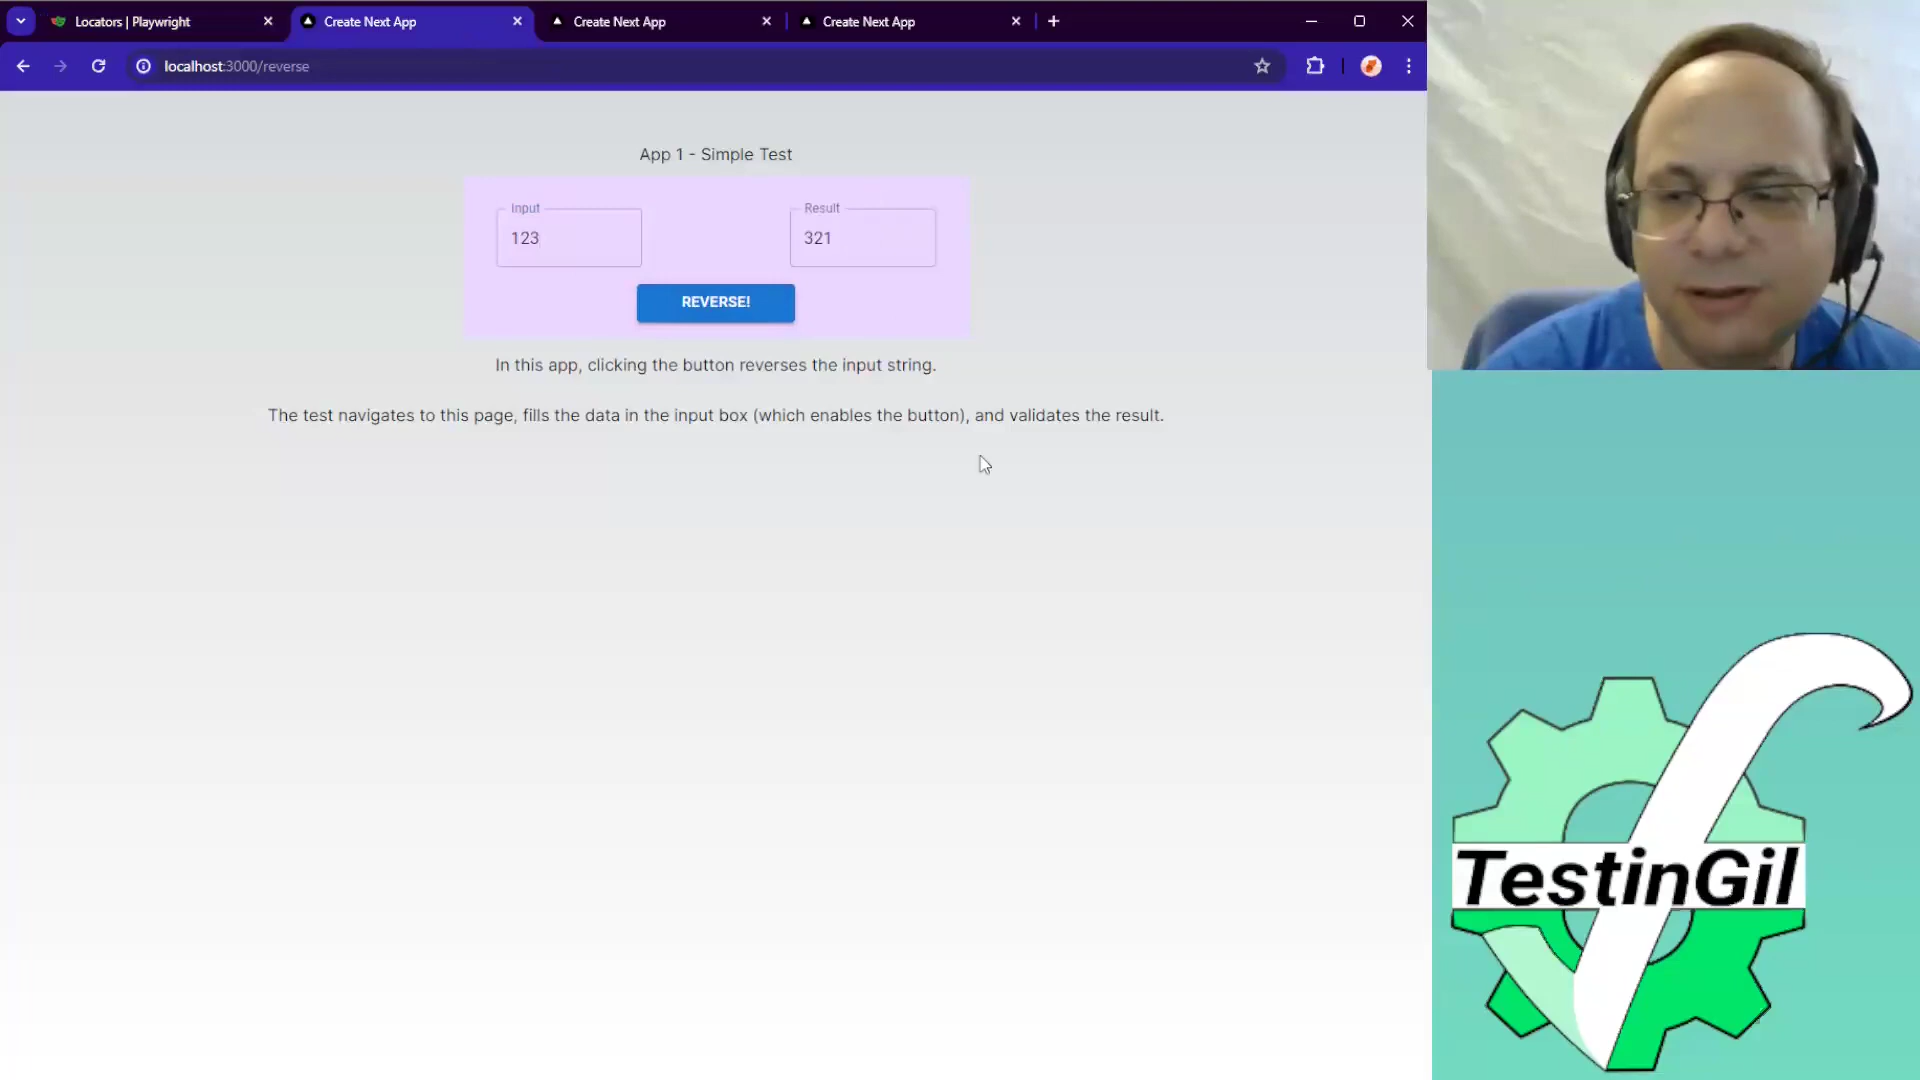 Locators | Playwright
Create Next App
Create Next App
Create Next App
localhost:3000/reverse
App 1 - Simple Test
Input
Result
123
321
REVERSE!
In this app, clicking the button reverses the input string.
The test navigates to this page, fills the data in the input box (which enables the button), and validates the result.
TestinGil